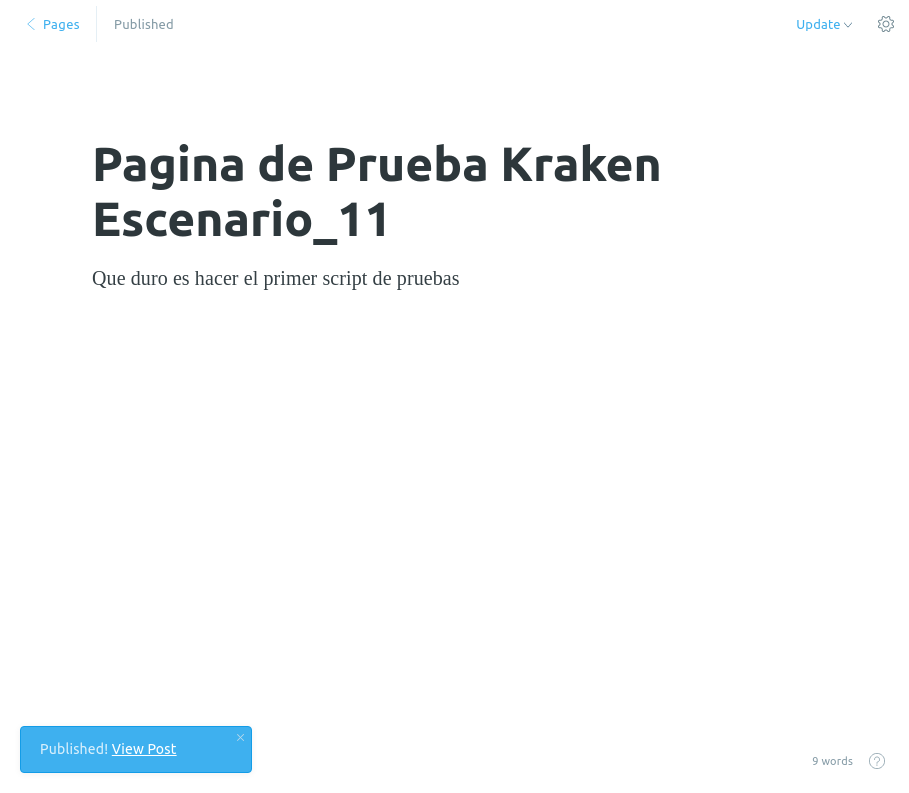 Pages
Published
Update
Pagina de Prueba Kraken
Escenario_11
Que duro es hacer el primer script de pruebas
Published! View Post
9 words